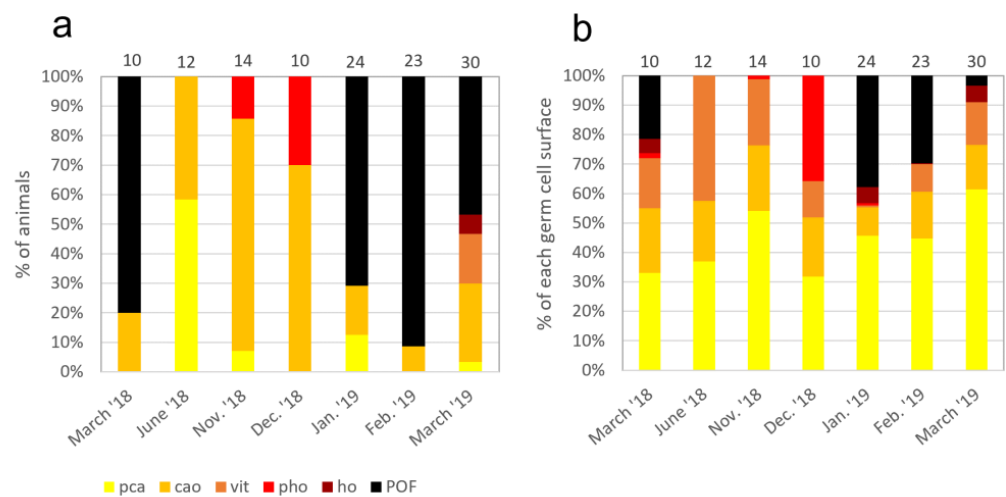 a
10 12 14 10 24 23 30
100%
90%
80%
70%
60%
50%
40%
30%
20%
10%
0%
% of animals
March '18 June '18 Nov. '18 Dec. '18 Jan. '19 Feb. '19 March '19
pca cao vit pho ho POF
b
10 12 14 10 24 23 30
100%
90%
80%
70%
60%
50%
40%
30%
20%
10%
0%
% of each germ cell surface
March '18 June '18 Nov. '18 Dec. '18 Jan. '19 Feb. '19 March '19